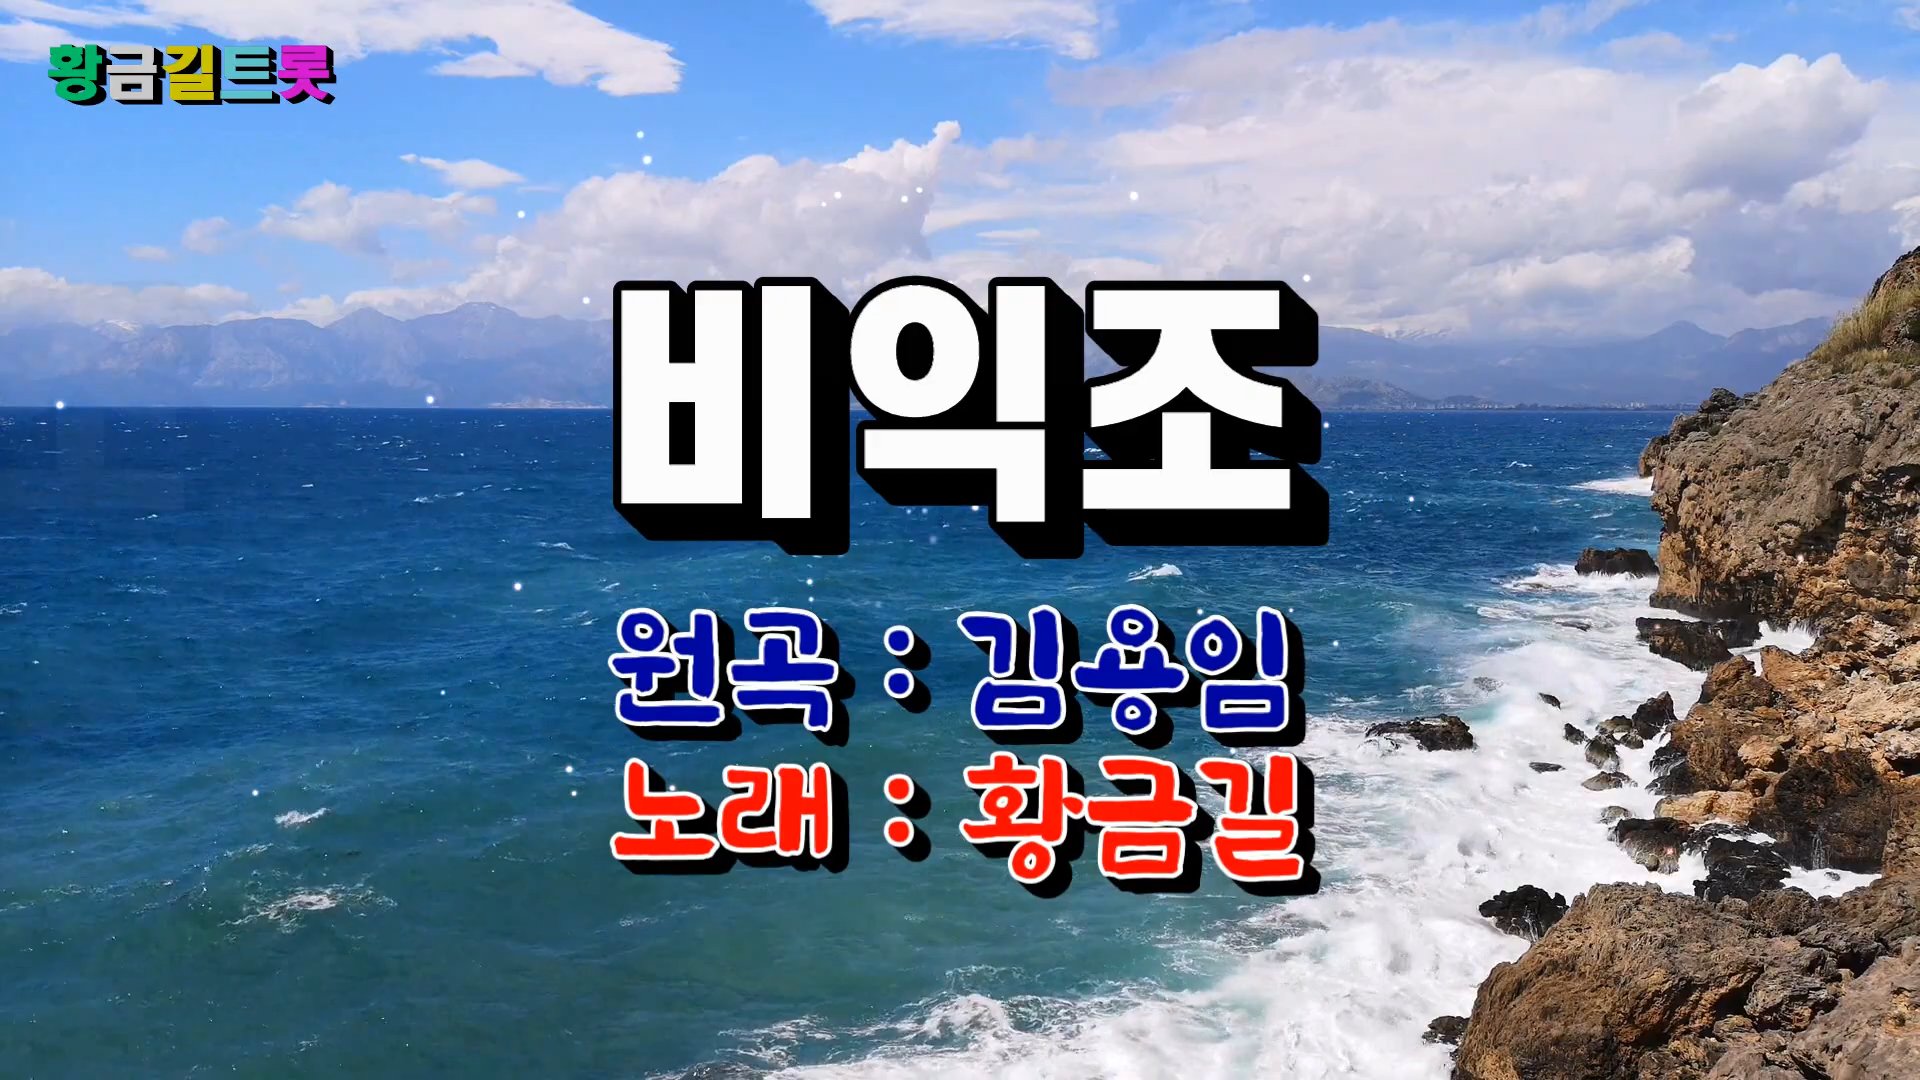 황금길트롯
비익조
원곡 : 김용임
노래 : 황금길